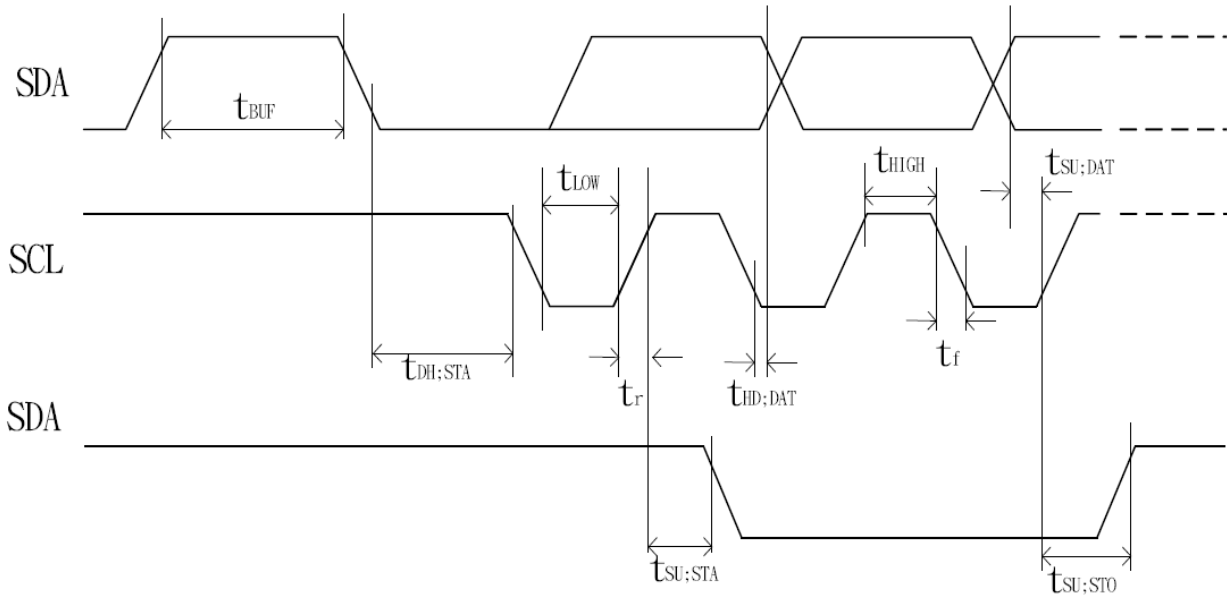 SDA
tBUF
tHIGH
tSU;DAT
tLOW
SCL
tDH;STA
tr
tHD;DAT
tf
SDA
tSU;STA
tSU;STO